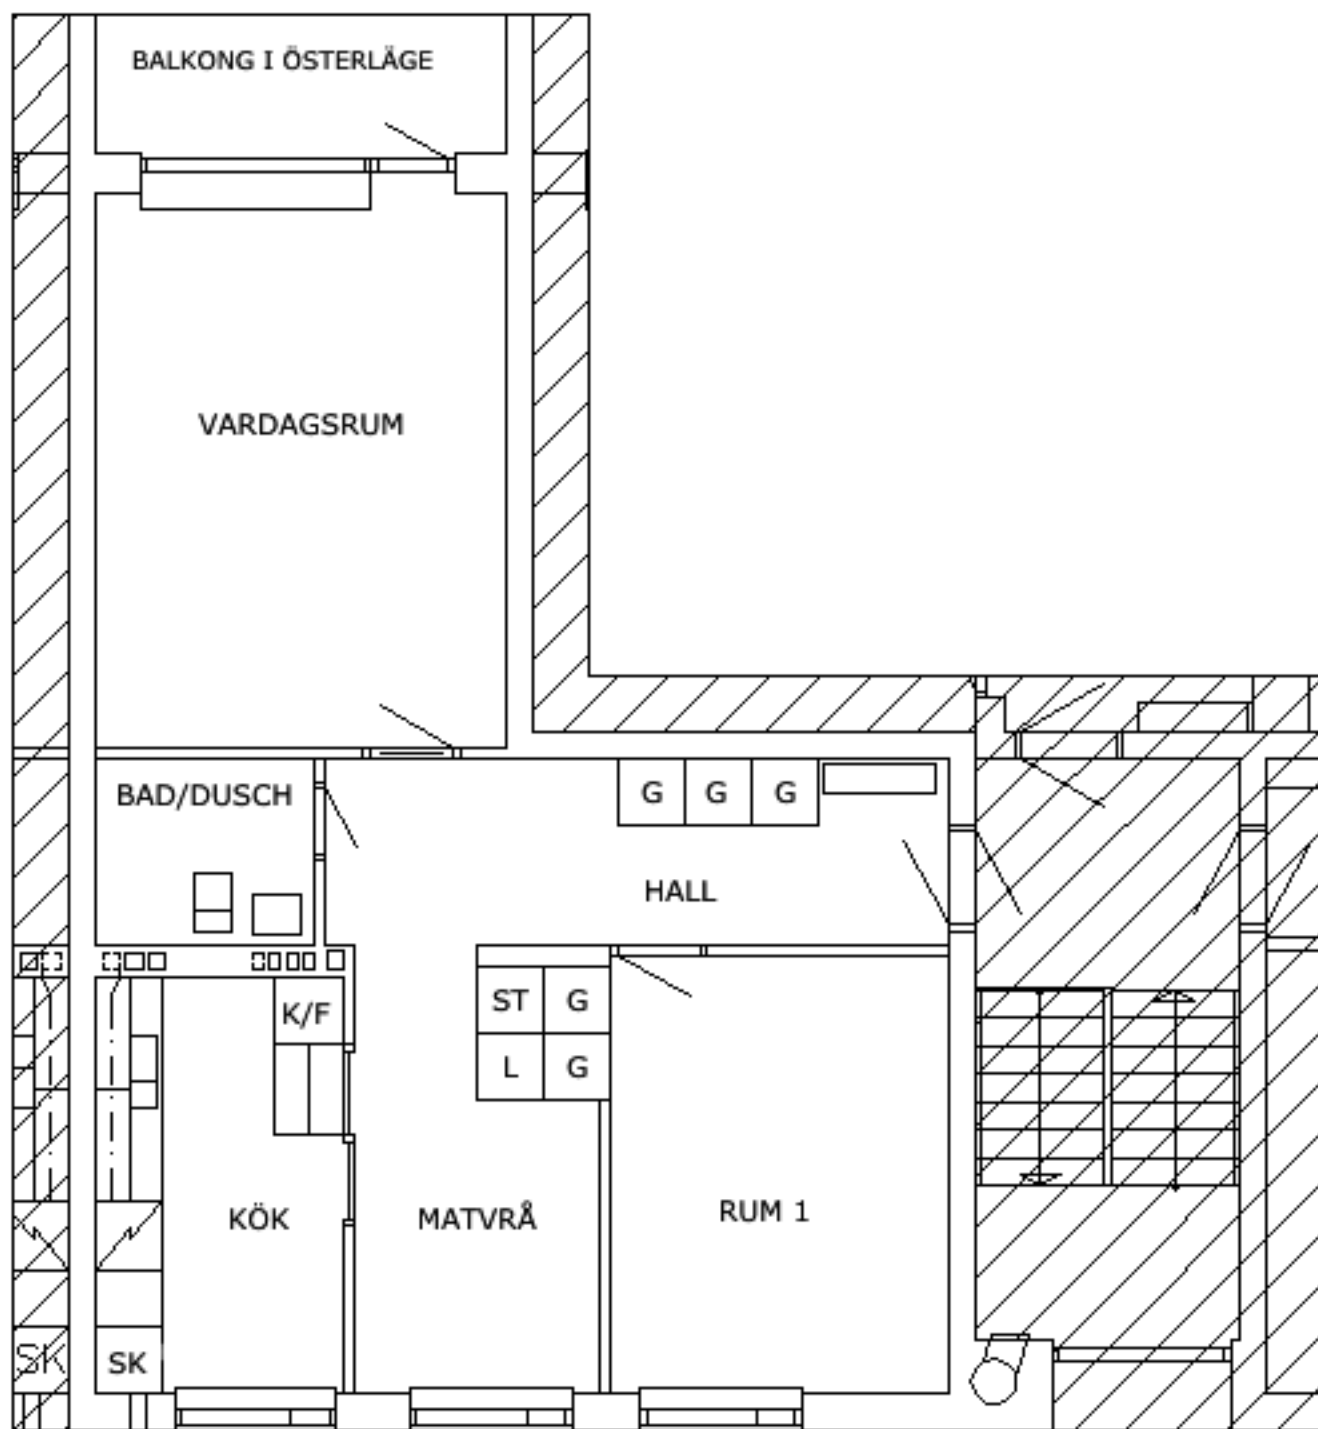 BALKONG I ÖSTERLÄGE
VARDAGSRUM
BAD/DUSCH
G G G
HALL
K/F
ST G
L G
KÖK
MATVRÅ
RUM 1
SK
SK